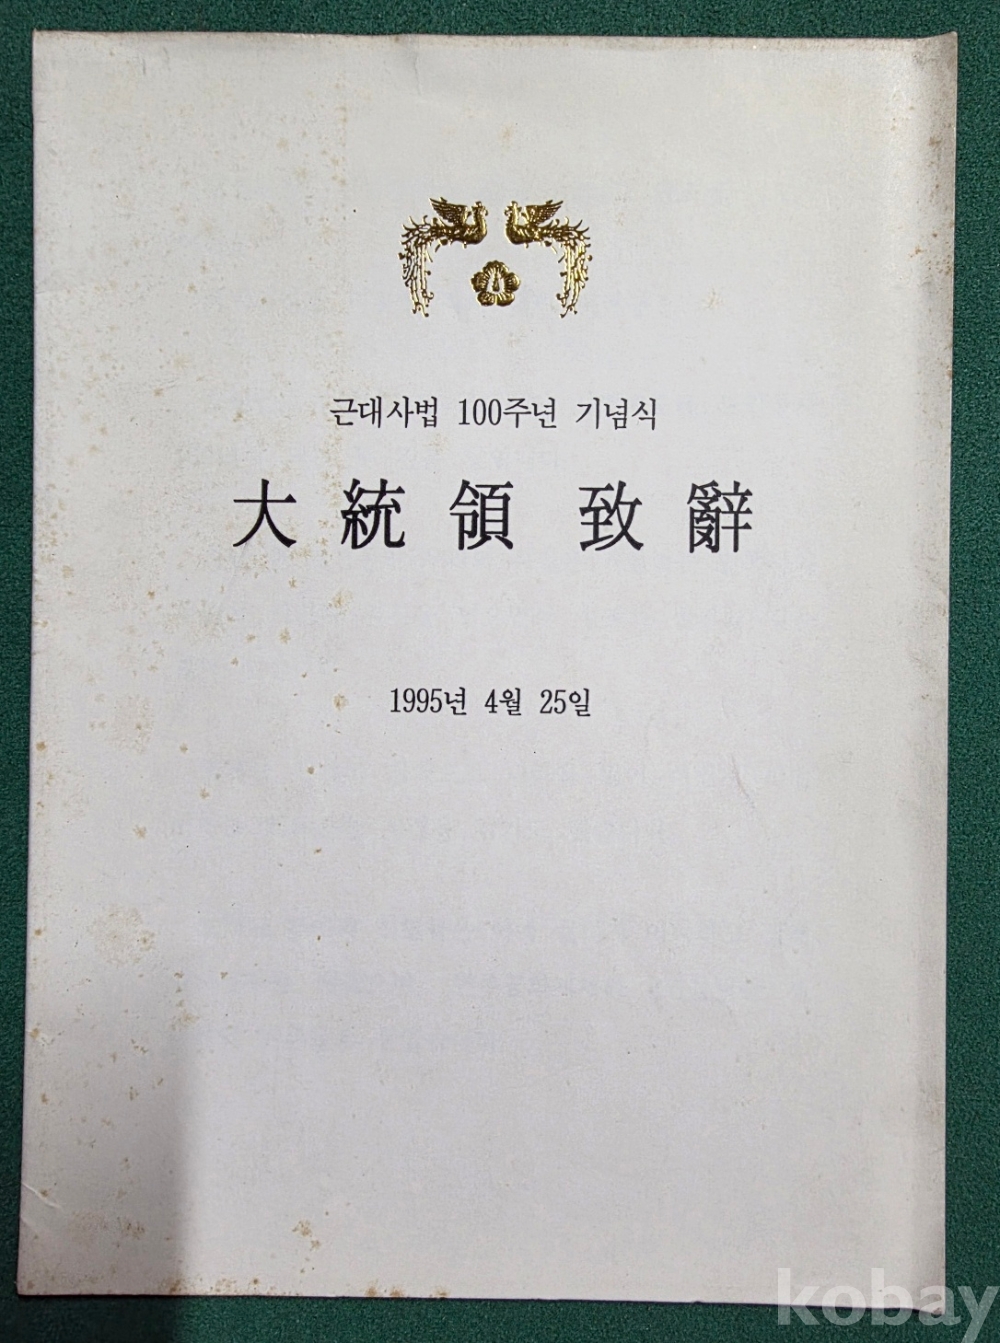 근대사법 100주년 기념식
大統領 致辭
1995년 4월 25일
kobay